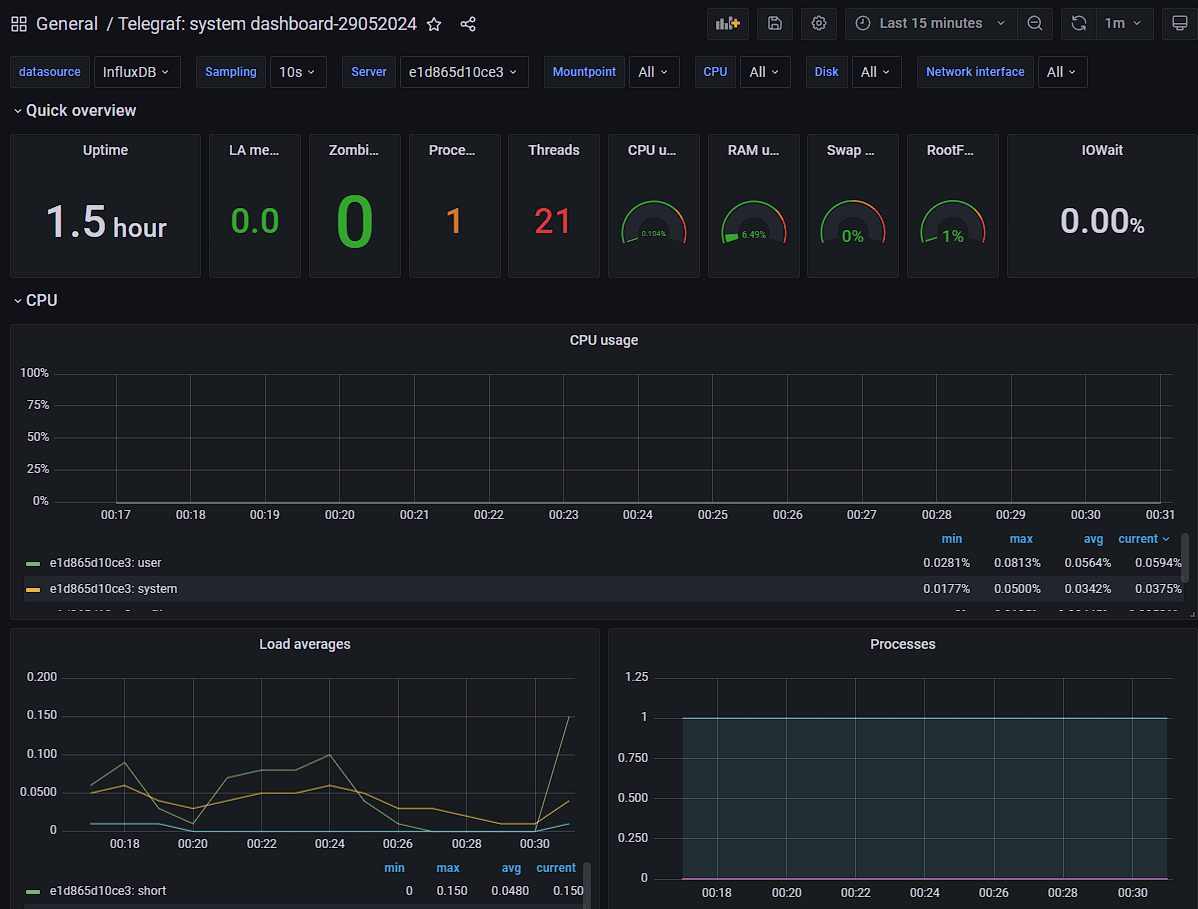 General / Telegraf: system dashboard-29052024 Last 15 minutes 1m
datasource InfluxDB Sampling 10s Server e1d865d10ce3 Mountpoint All CPU All Disk All Network interface All
Quick overview
Uptime LA me... Zombi... Proce... Threads CPU u... RAM u... Swap ... RootF... IOWait
1.5 hour 0.0 0 1 21 0.104% 6.49% 0% 1% 0.00%
CPU
CPU usage
100%
75%
50%
25%
0%
00:17 00:18 00:19 00:20 00:21 00:22 00:23 00:24 00:25 00:26 00:27 00:28 00:29 00:30 00:31
min max avg current
e1d865d10ce3: user 0.0281% 0.0813% 0.0564% 0.0594%
e1d865d10ce3: system 0.0177% 0.0500% 0.0342% 0.0375%
Load averages
0.200
0.150
0.100
0.0500
0
00:18 00:20 00:22 00:24 00:26 00:28 00:30
min max avg current
e1d865d10ce3: short 0 0.150 0.0480 0.150
Processes
1.25
1
0.750
0.500
0.250
0
00:18 00:20 00:22 00:24 00:26 00:28 00:30